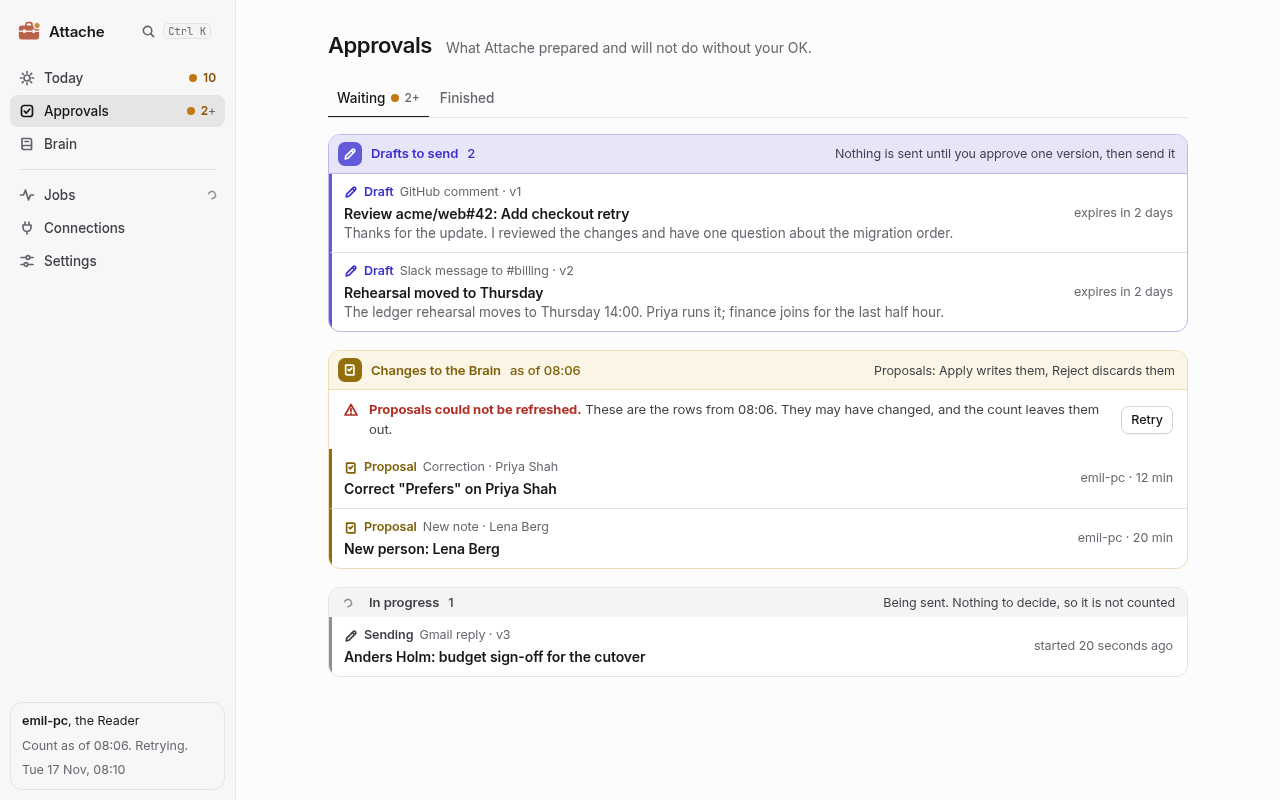 Attache
Ctrl K
Today 10
Approvals 2+
Brain
Jobs
Connections
Settings
emil-pc, the Reader
Count as of 08:06. Retrying.
Tue 17 Nov, 08:10
Approvals What Attache prepared and will not do without your OK.
Waiting 2+ Finished
Drafts to send 2 Nothing is sent until you approve one version, then send it
Draft GitHub comment · v1
Review acme/web#42: Add checkout retry
Thanks for the update. I reviewed the changes and have one question about the migration order.
expires in 2 days
Draft Slack message to #billing · v2
Rehearsal moved to Thursday
The ledger rehearsal moves to Thursday 14:00. Priya runs it; finance joins for the last half hour.
expires in 2 days
Changes to the Brain as of 08:06 Proposals: Apply writes them, Reject discards them
Proposals could not be refreshed. These are the rows from 08:06. They may have changed, and the count leaves them
out.
Retry
Proposal Correction · Priya Shah
Correct "Prefers" on Priya Shah
emil-pc · 12 min
Proposal New note · Lena Berg
New person: Lena Berg
emil-pc · 20 min
In progress 1 Being sent. Nothing to decide, so it is not counted
Sending Gmail reply · v3
Anders Holm: budget sign-off for the cutover
started 20 seconds ago